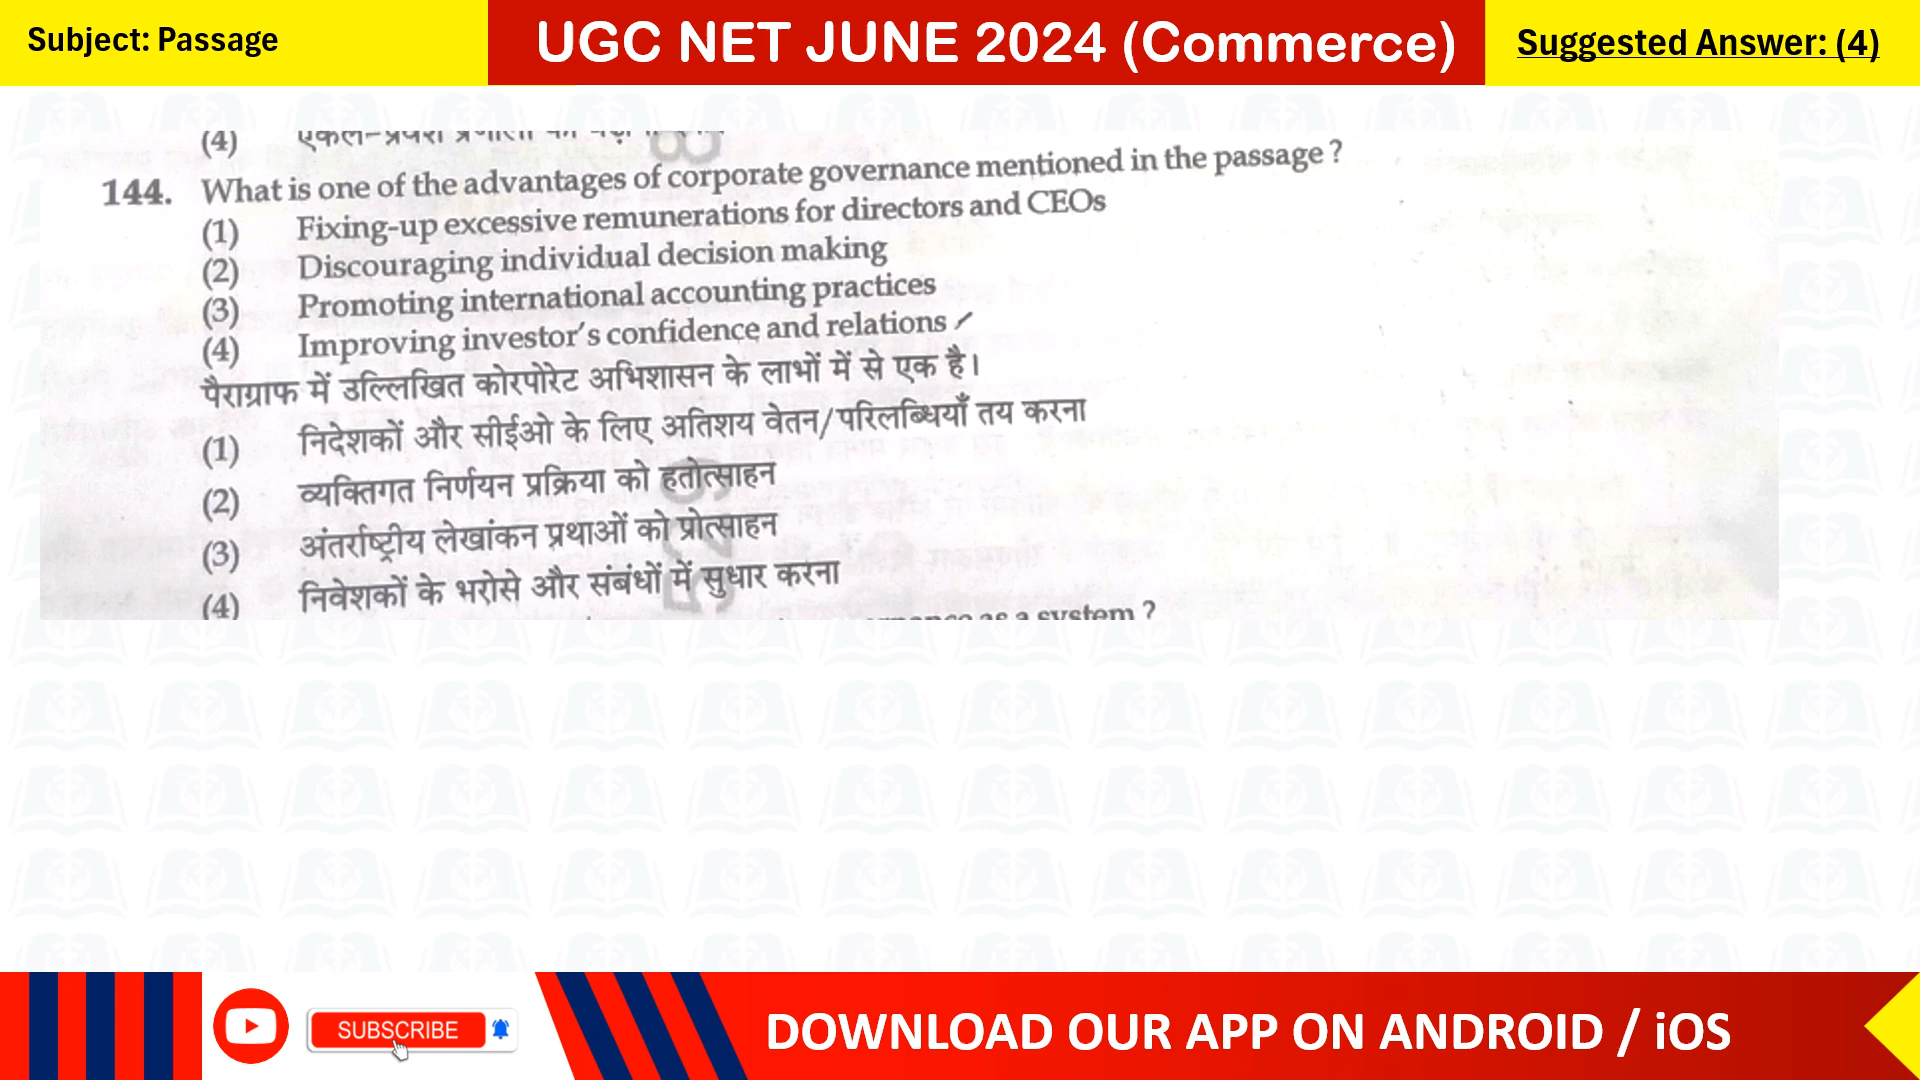 Subject: Passage
UGC NET JUNE 2024 (Commerce)
Suggested Answer: (4)
(4)
144. What is one of the advantages of corporate governance mentioned in the passage ?
(1) Fixing-up excessive remunerations for directors and CEOs
(2) Discouraging individual decision making
(3) Promoting international accounting practices
(4) Improving investor's confidence and relations
पैराग्राफ में उल्लिखित कोरपोरेट अभिशासन के लाभों में से एक है।
(1) निदेशकों और सीईओ के लिए अतिशय वेतन/परिलब्धियाँ तय करना
(2) व्यक्तिगत निर्णयन प्रक्रिया को हतोत्साहन
(3) अंतर्राष्ट्रीय लेखांकन प्रथाओं को प्रोत्साहन
(4) निवेशकों के भरोसे और संबंधों में सुधार करना
as a system ?
SUBSCRIBE
DOWNLOAD OUR APP ON ANDROID / iOS